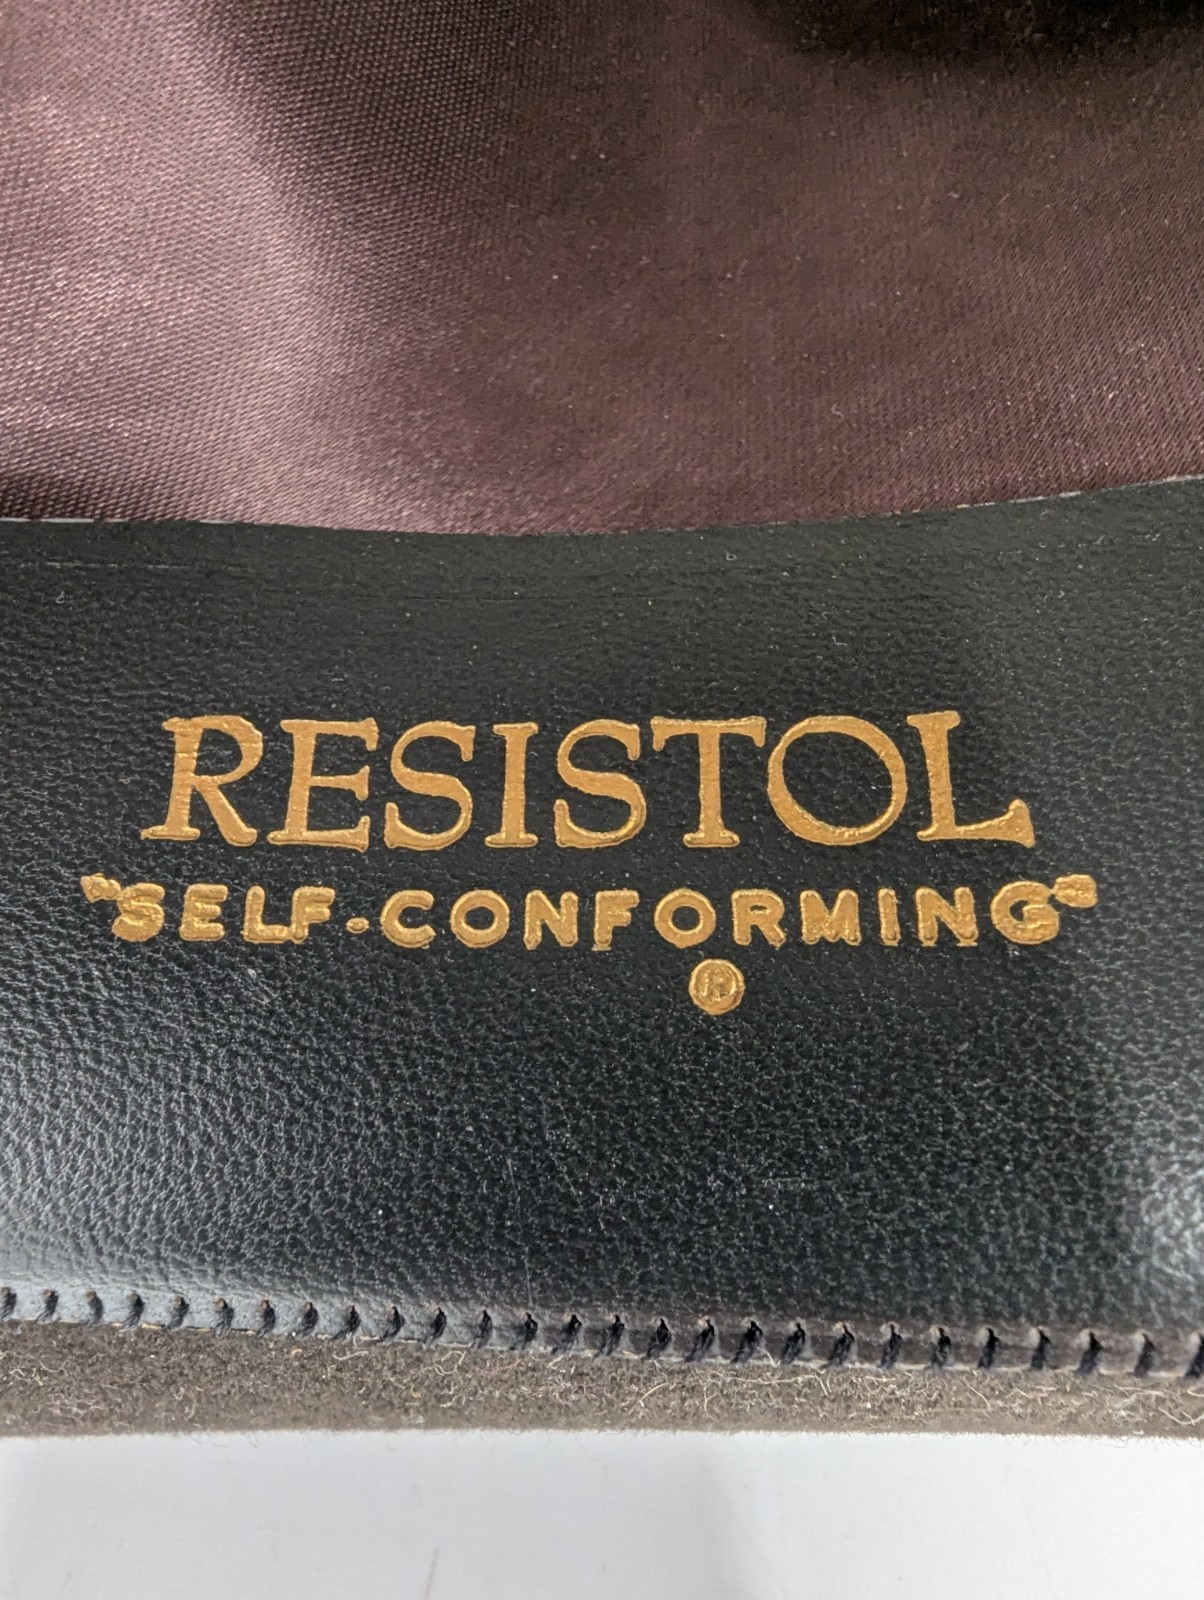 RESISTOL
"SELF-CONFORMING"
®